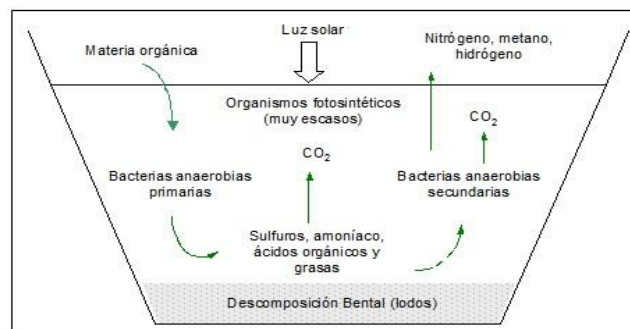 Luz solar
Materia orgánica
Nitrógeno, metano,
hidrógeno
Organismos fotosintéticos
(muy escasos)
CO2
CO2
Bacterias anaerobias
primarias
Bacterias anaerobias
secundarias
Sulfuros, amoníaco,
ácidos orgánicos y
grasas
Descomposición Bental (lodos)